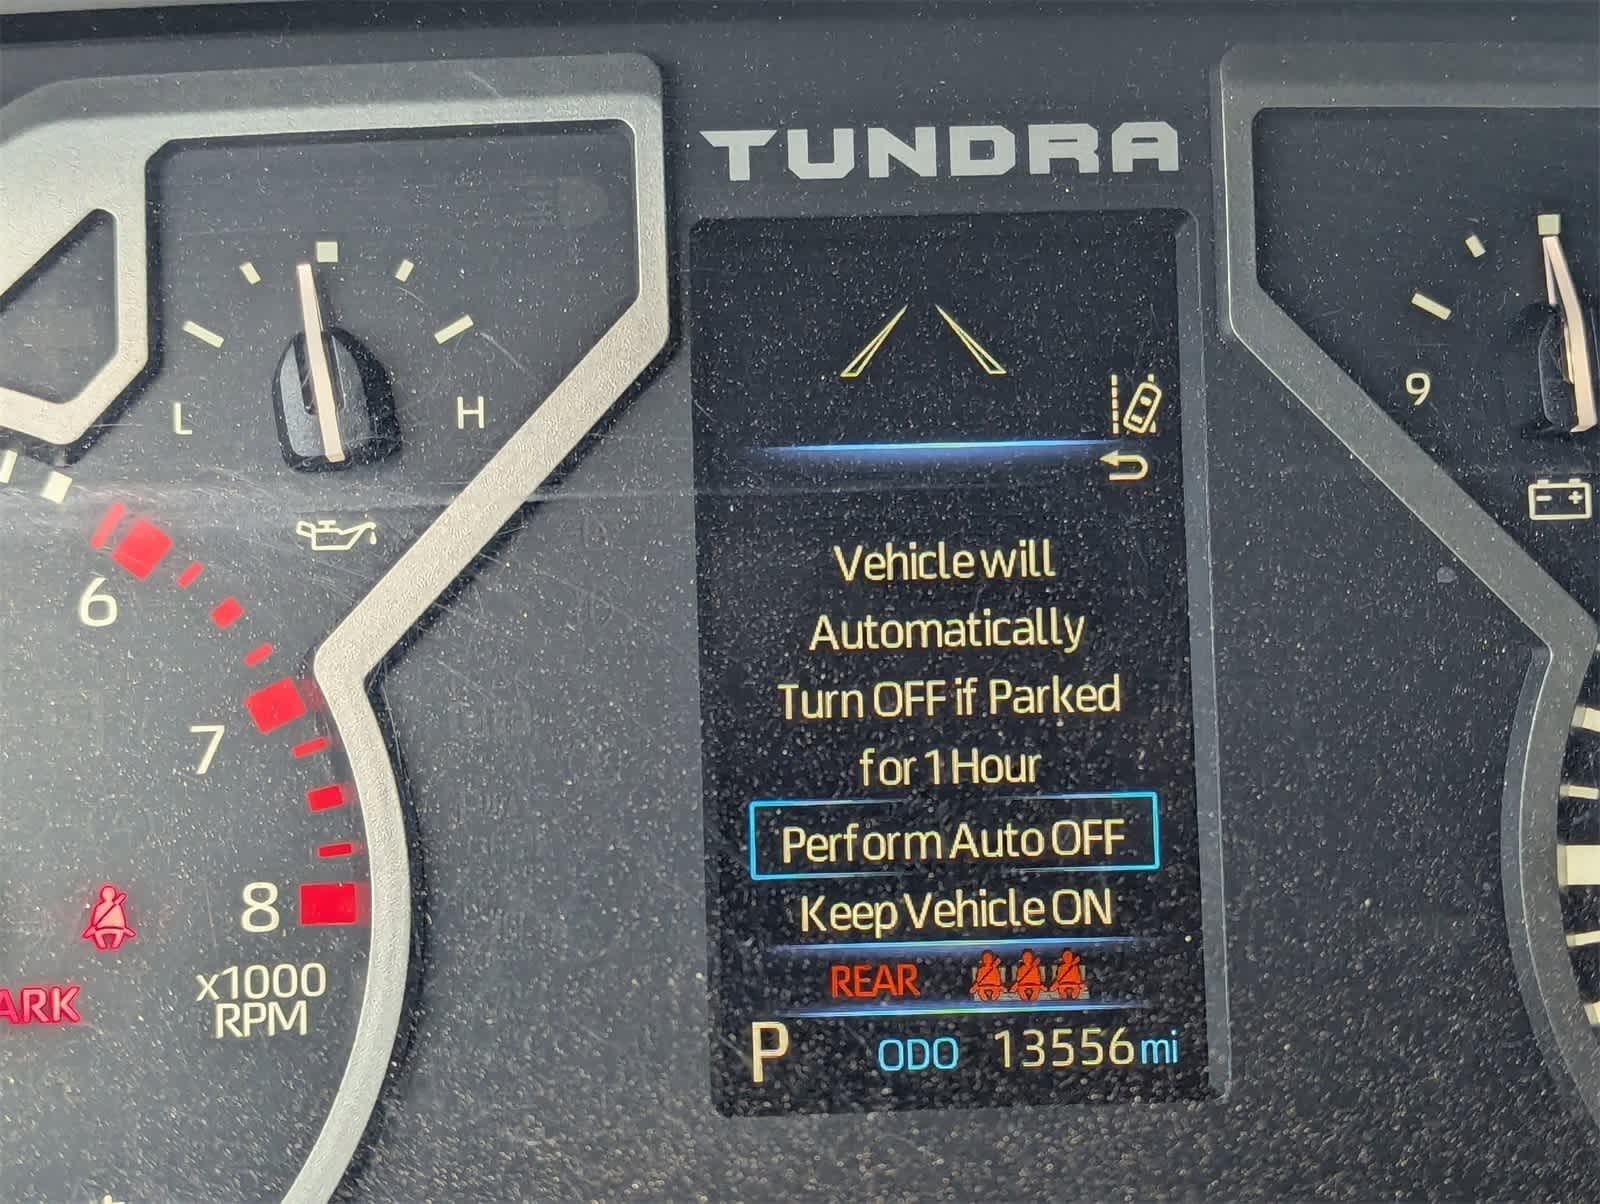 TUNDRA
L
H
9
- +
6
7
8
x1000
RPM
ARK
Vehicle will
Automatically
Turn OFF if Parked
for 1 Hour
Perform Auto OFF
Keep Vehicle ON
REAR
P
ODO 13556 mi